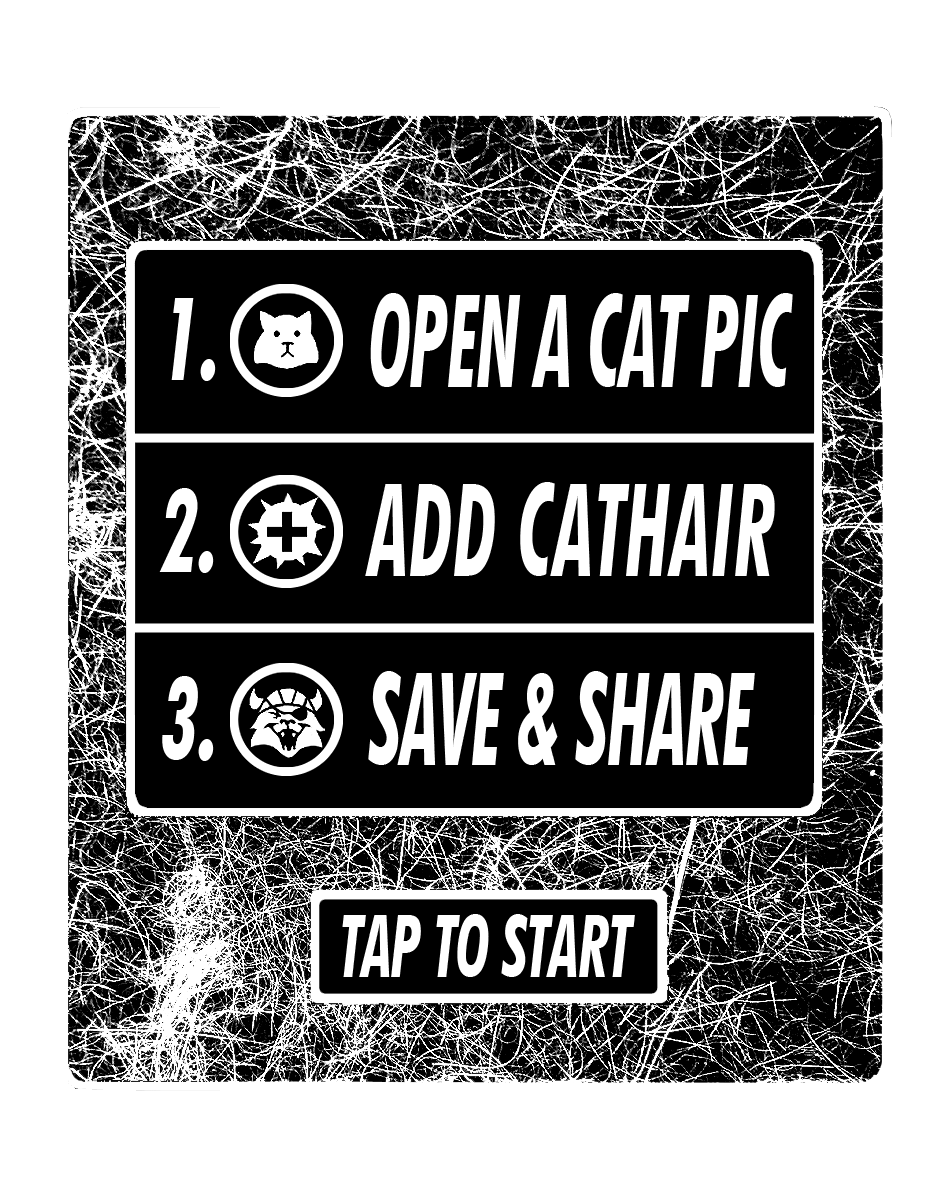 1. OPEN A CAT PIC
2. ADD CATHAIR
3. SAVE & SHARE
TAP TO START